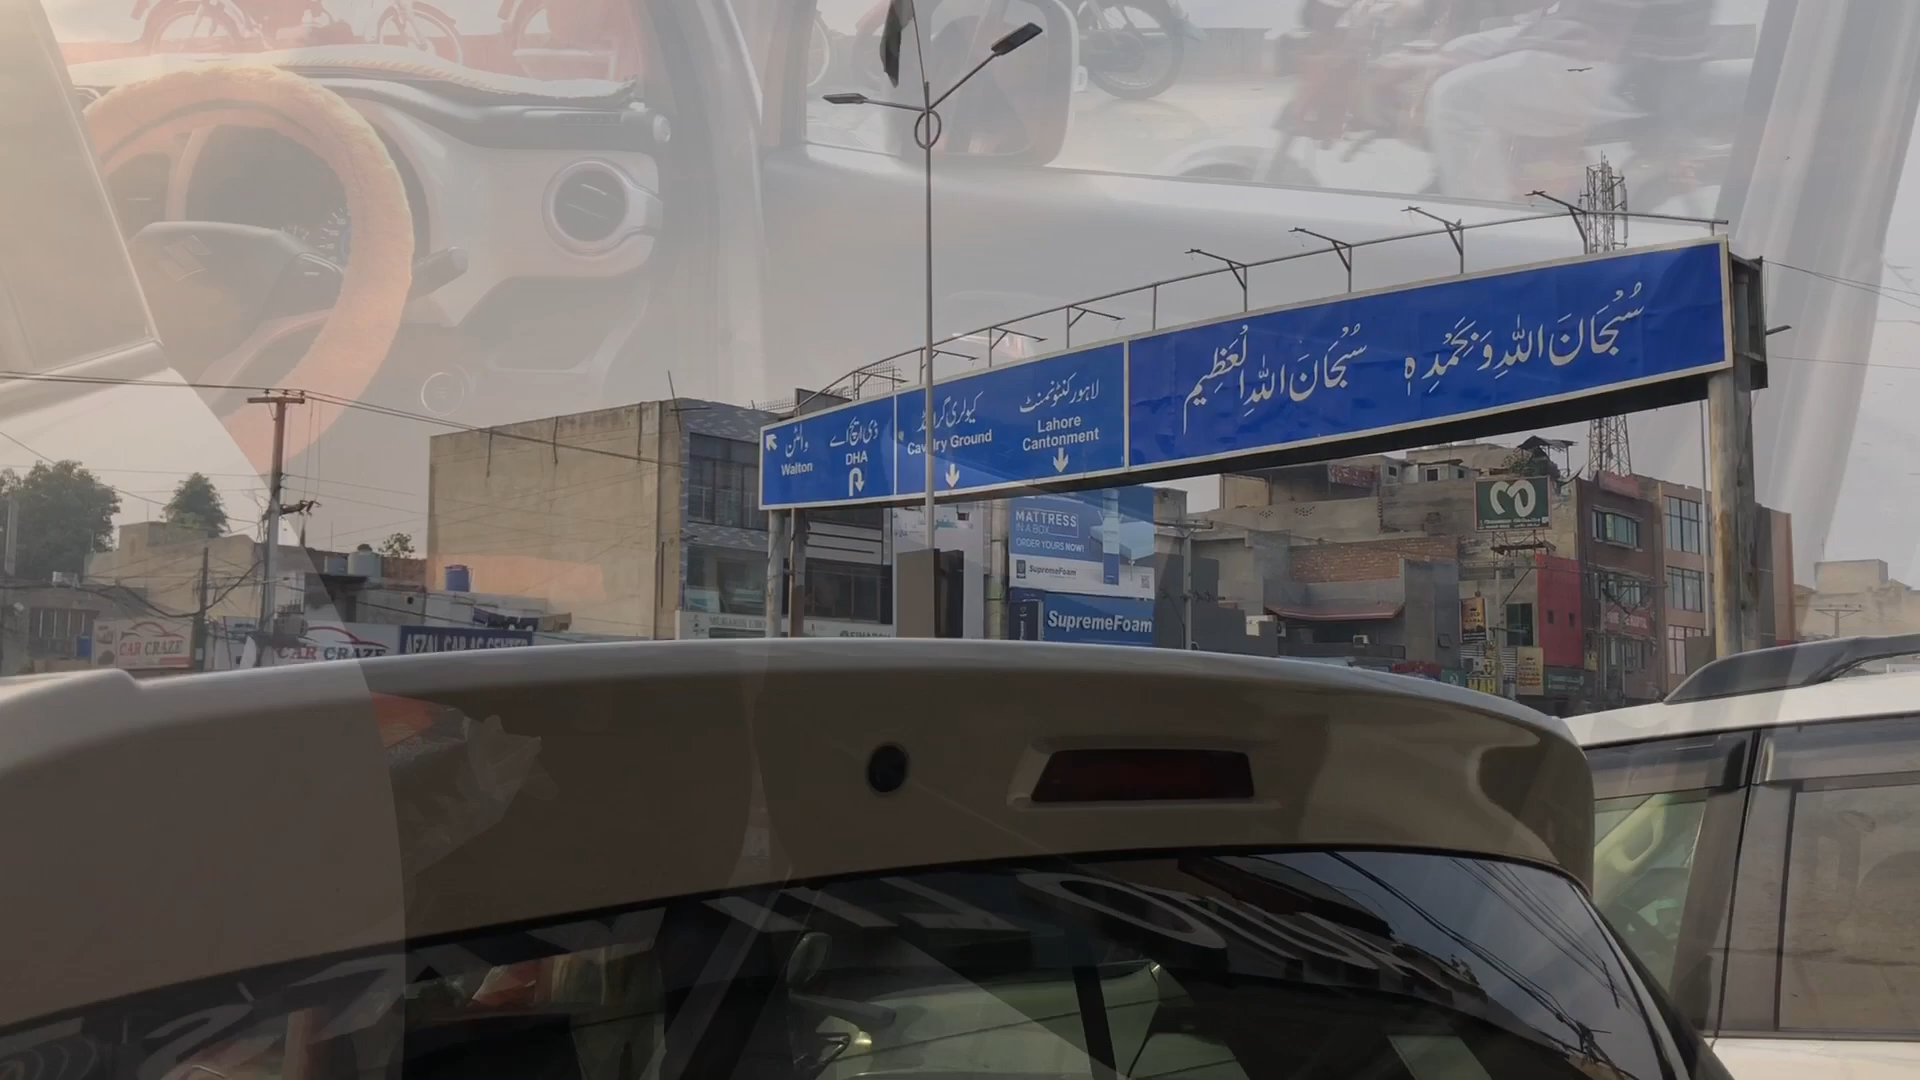 سُبْحَانَ اللّٰهِ وَبِحَمْدِهٖ سُبْحَانَ اللّٰهِ الْعَظِيْمِ
لاہور کنٹونمنٹ
Lahore
Cantonment
کیولری گراؤنڈ
Cavalry Ground
ڈی ایچ اے
DHA
والٹن
Walton
MATTRESS
IN A BOX
ORDER YOURS NOW!
SupremeFoam
SupremeFoam
CAR CRAZE
CAR CRAZE
AFZAL CAR AC CENTER